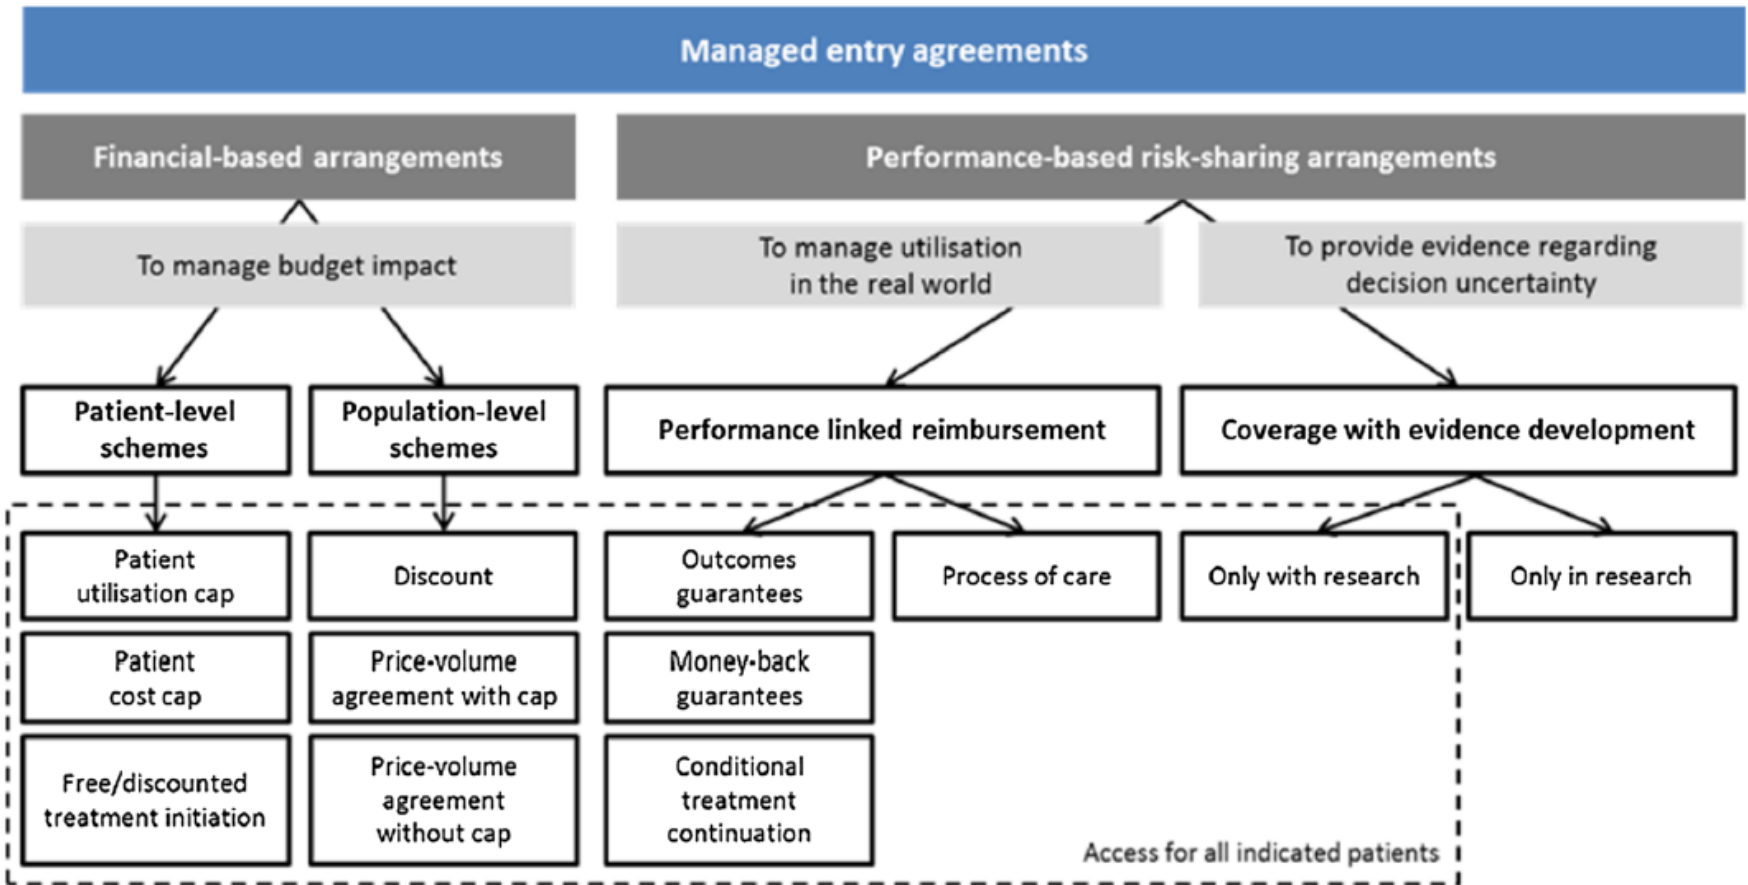 Managed entry agreements
Financial-based arrangements
Performance-based risk-sharing arrangements
To manage budget impact
To manage utilisation
in the real world
To provide evidence regarding
decision uncertainty
Patient-level
schemes
Population-level
schemes
Performance linked reimbursement
Coverage with evidence development
Patient
utilisation cap
Discount
Outcomes
guarantees
Process of care
Only with research
Only in research
Patient
cost cap
Price-volume
agreement with cap
Money-back
guarantees
Free/discounted
treatment initiation
Price-volume
agreement
without cap
Conditional
treatment
continuation
Access for all indicated patients